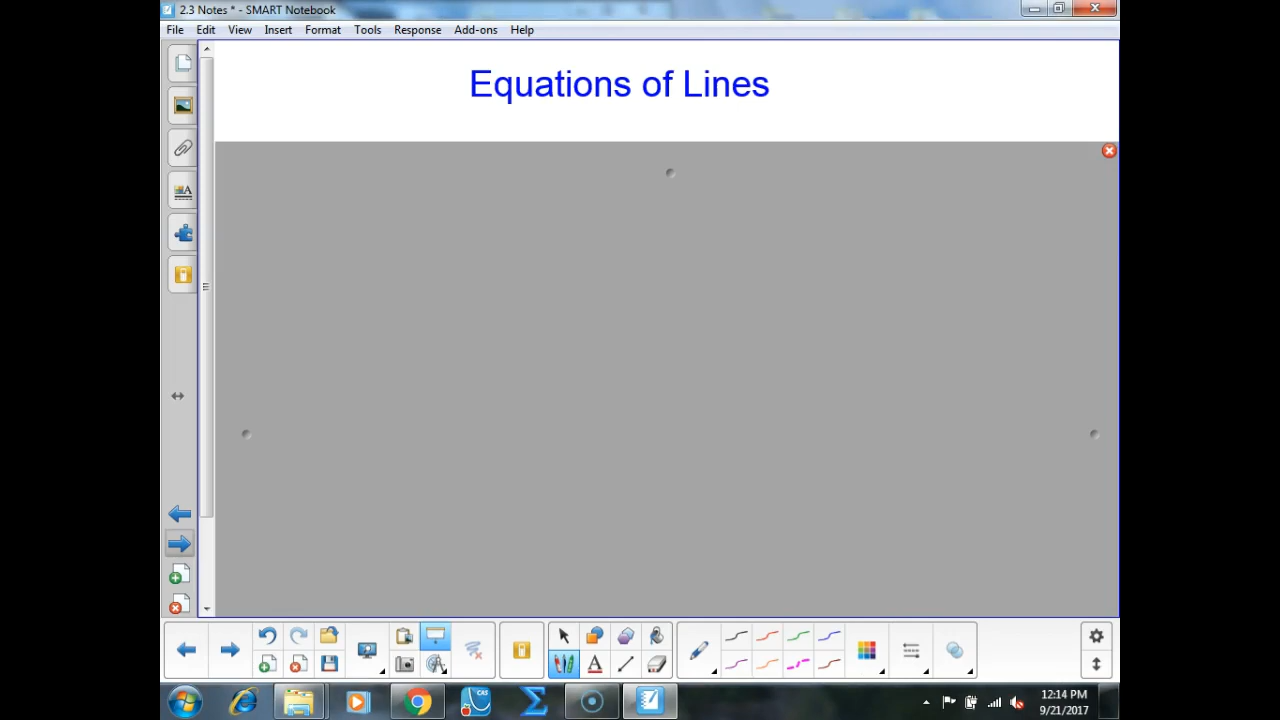 2.3 Notes * - SMART Notebook
File Edit View Insert Format Tools Response Add-ons Help
Equations of Lines
A
A
CAS
12:14 PM
9/21/2017